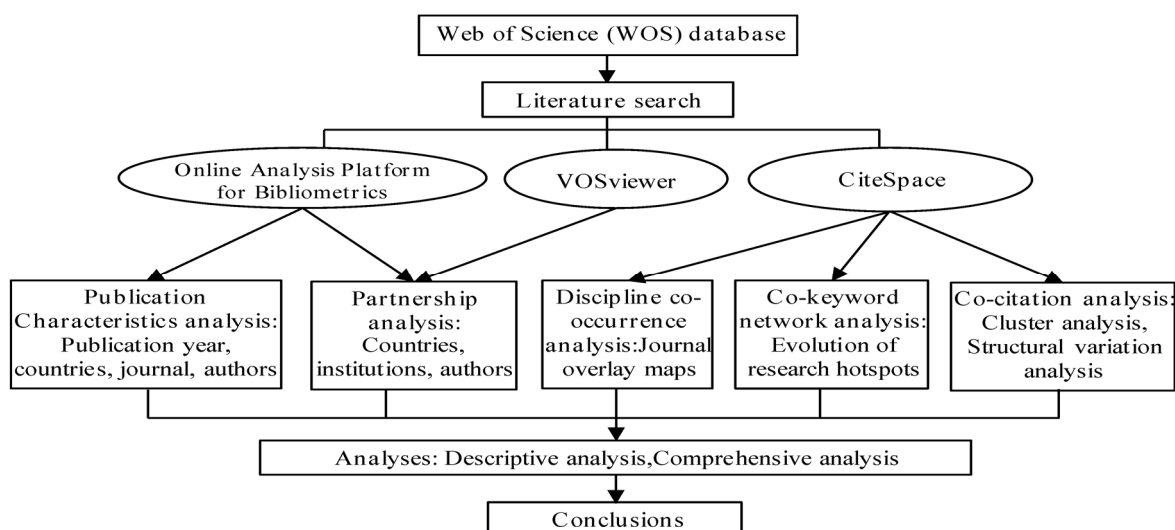 Web of Science (WOS) database
Literature search
Online Analysis Platform
for Bibliometrics
VOSviewer
CiteSpace
Publication
Characteristics analysis:
Publication year,
countries, journal, authors
Partnership
analysis:
Countries,
institutions, authors
Discipline co-
occurrence
analysis:Journal
overlay maps
Co-keyword
network analysis:
Evolution of
research hotspots
Co-citation analysis:
Cluster analysis,
Structural variation
analysis
Analyses: Descriptive analysis,Comprehensive analysis
Conclusions